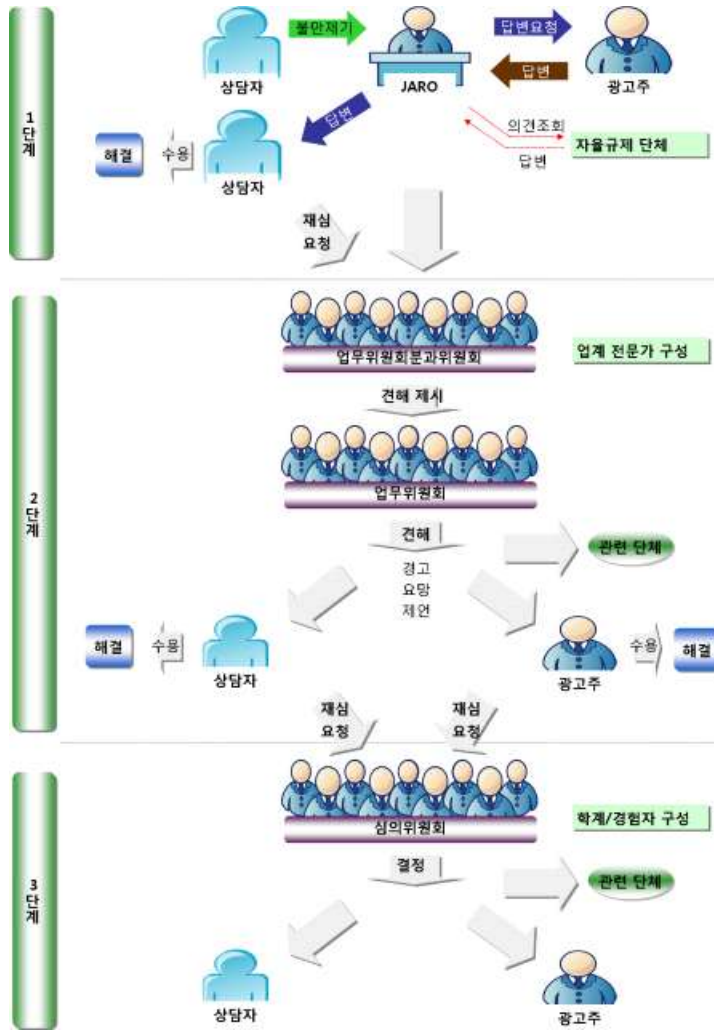 불만제기
답변요청
답변
상담자
JARO
광고주
1
단
계
답변
의견조회
답변
자율규제 단체
해결
수용
상담자
재심
요청
업무위원회분과위원회
업계 전문가 구성
견해 제시
업무위원회
2
단
계
견해
관련 단체
경고
요망
제언
해결
수용
상담자
광고주
수용
해결
재심
요청
재심
요청
심의위원회
학계/경험자 구성
결정
관련 단체
3
단
계
상담자
광고주